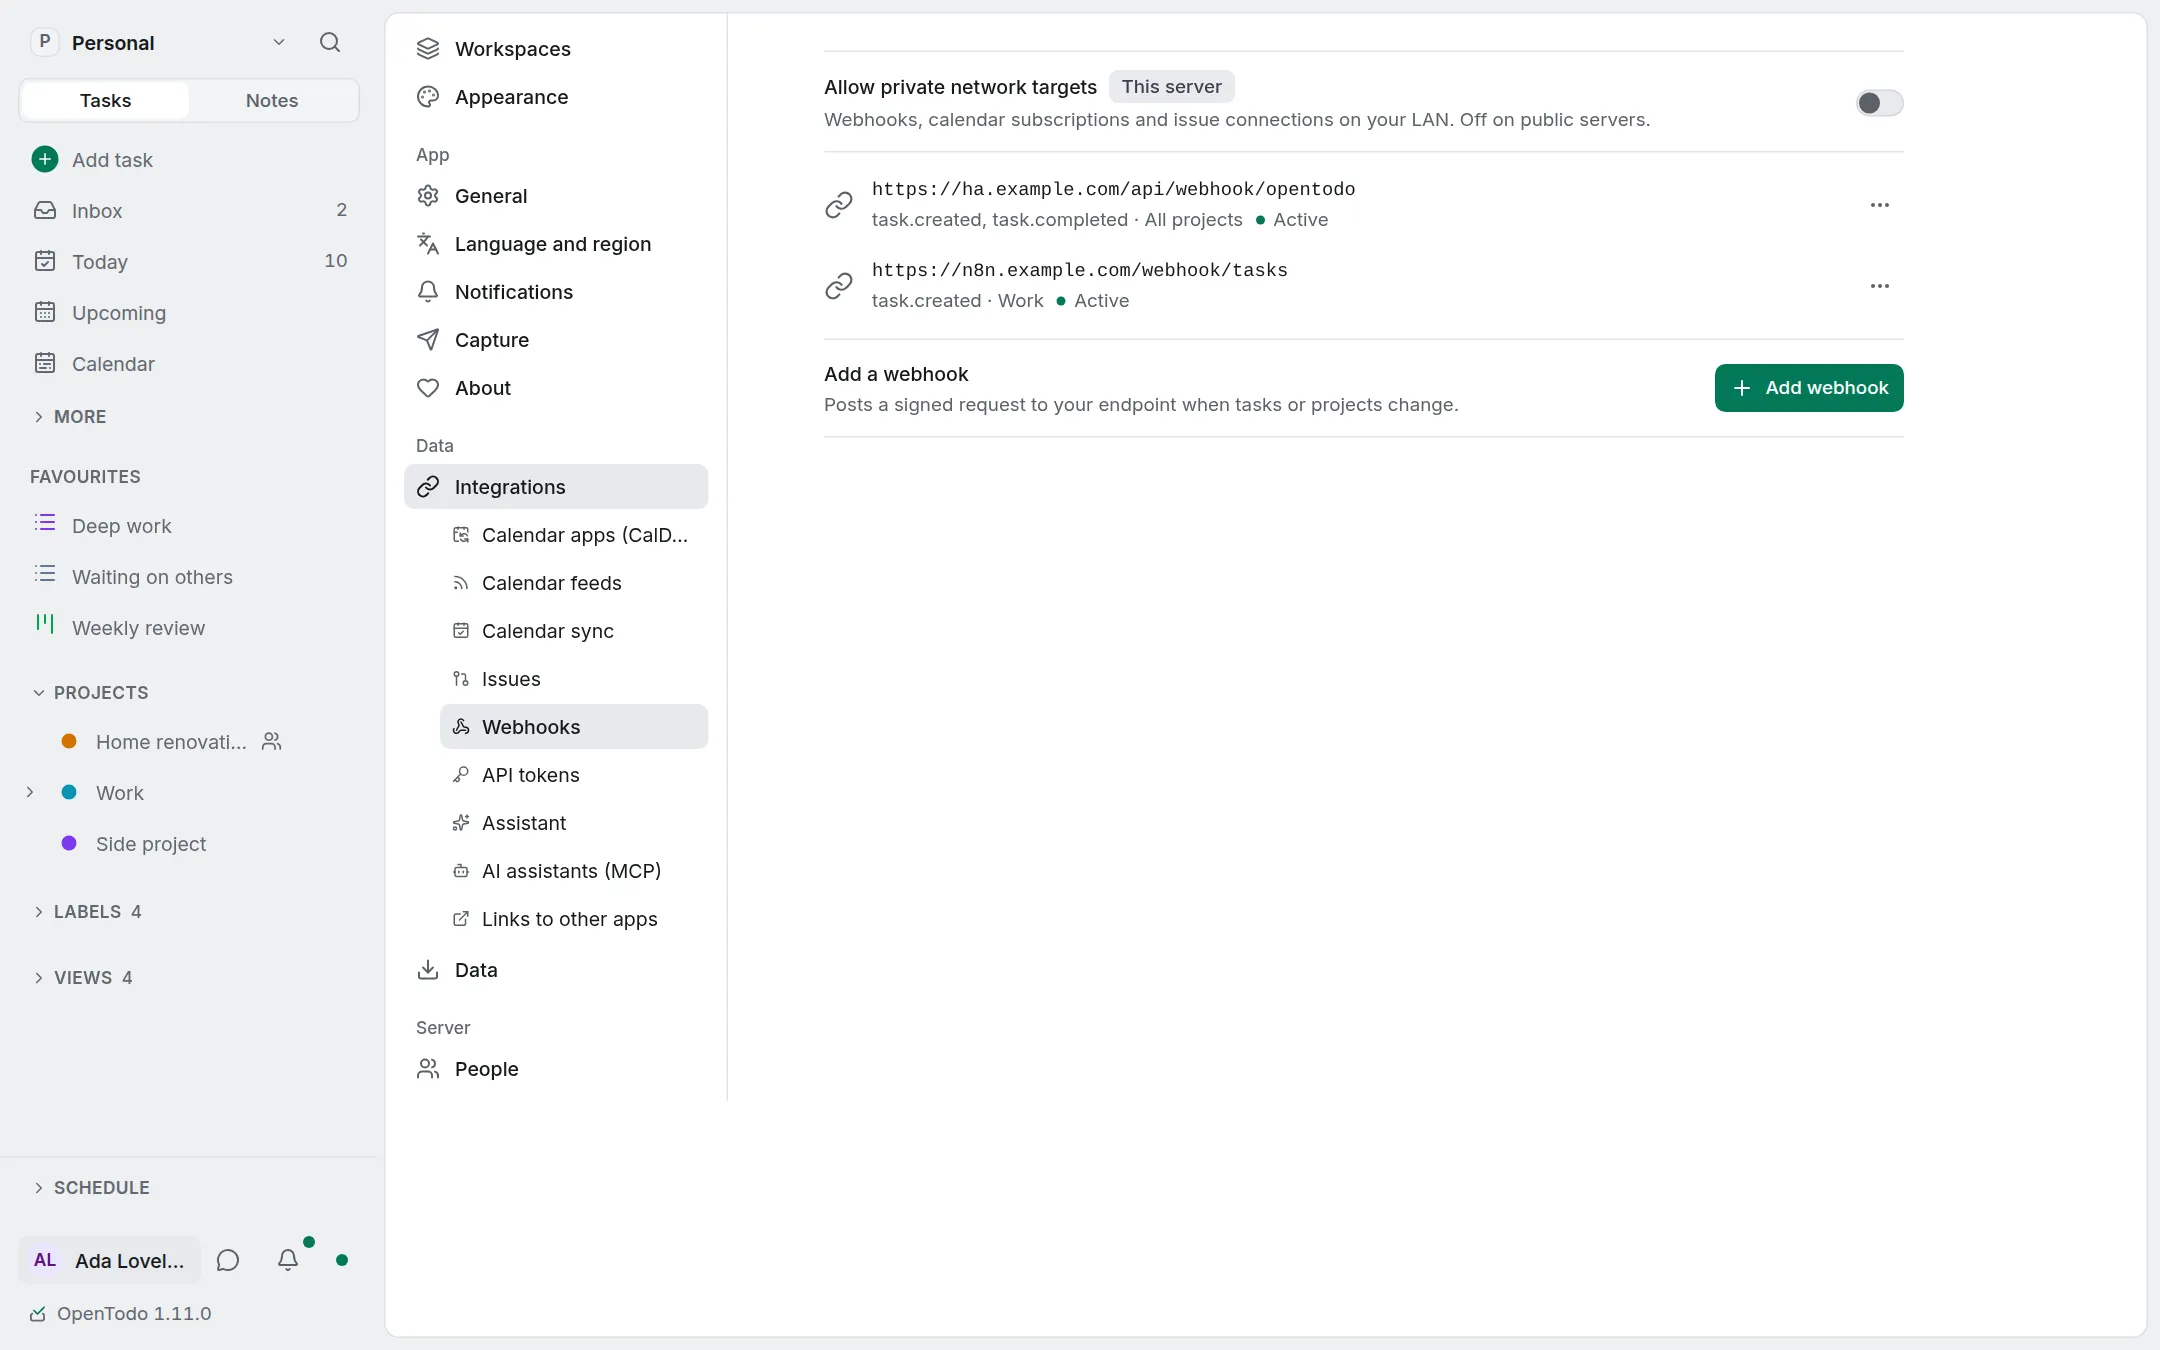 P
Personal
Tasks
Notes
Add task
Inbox
2
Today
10
Upcoming
Calendar
MORE
FAVOURITES
Deep work
Waiting on others
Weekly review
PROJECTS
Home renovati...
Work
Side project
LABELS 4
VIEWS 4
SCHEDULE
AL
Ada Lovel...
OpenTodo 1.11.0
Workspaces
Appearance
App
General
Language and region
Notifications
Capture
About
Data
Integrations
Calendar apps (CalD...
Calendar feeds
Calendar sync
Issues
Webhooks
API tokens
Assistant
AI assistants (MCP)
Links to other apps
Data
Server
People
Allow private network targets
This server
Webhooks, calendar subscriptions and issue connections on your LAN. Off on public servers.
https://ha.example.com/api/webhook/opentodo
task.created, task.completed · All projects
Active
https://n8n.example.com/webhook/tasks
task.created · Work
Active
Add a webhook
Posts a signed request to your endpoint when tasks or projects change.
Add webhook